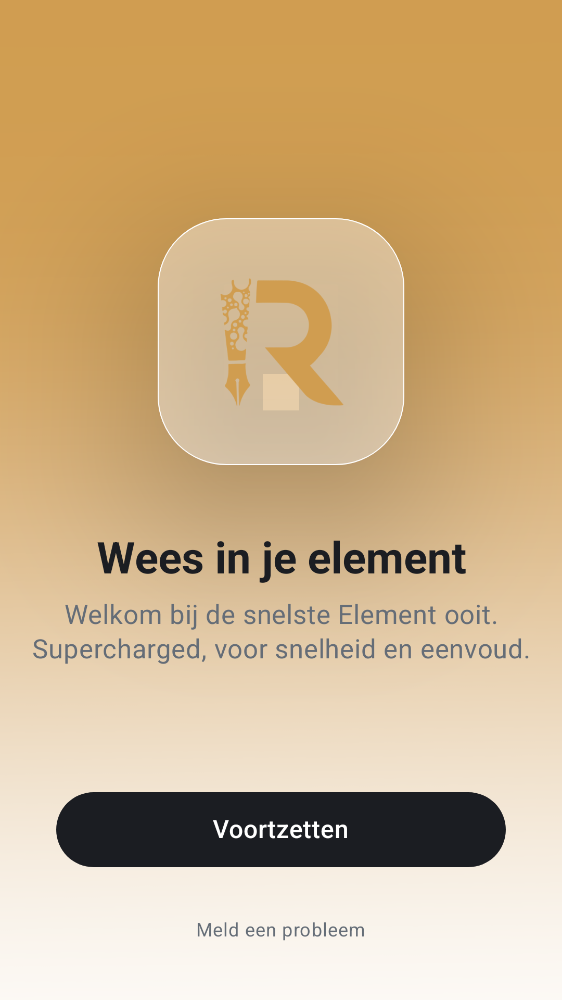 R
Wees in je element
Welkom bij de snelste Element ooit.
Supercharged, voor snelheid en eenvoud.
Voortzetten
Meld een probleem